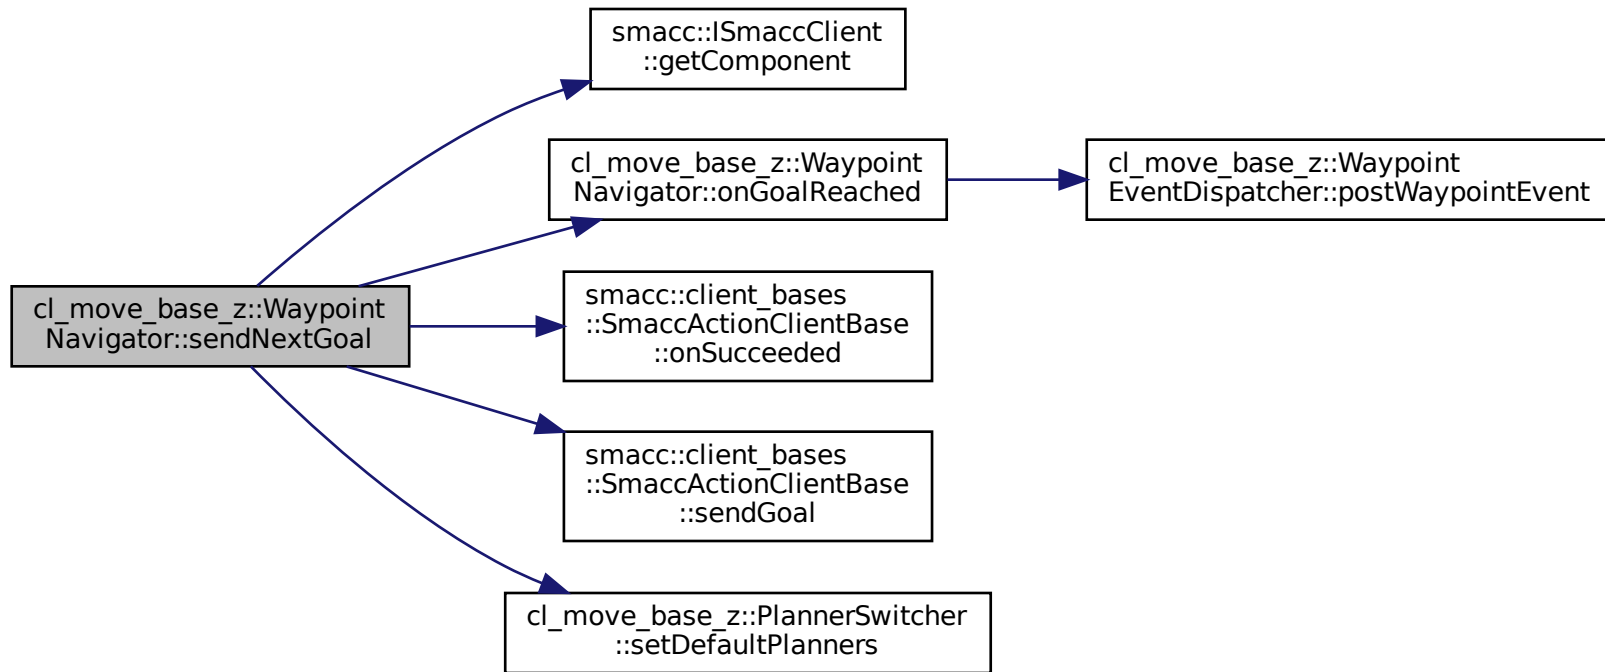 smacc::ISmaccClient
::getComponent
cl_move_base_z::Waypoint
Navigator::onGoalReached
cl_move_base_z::Waypoint
EventDispatcher::postWaypointEvent
cl_move_base_z::Waypoint
Navigator::sendNextGoal
smacc::client_bases
::SmaccActionClientBase
::onSucceeded
smacc::client_bases
::SmaccActionClientBase
::sendGoal
cl_move_base_z::PlannerSwitcher
::setDefaultPlanners